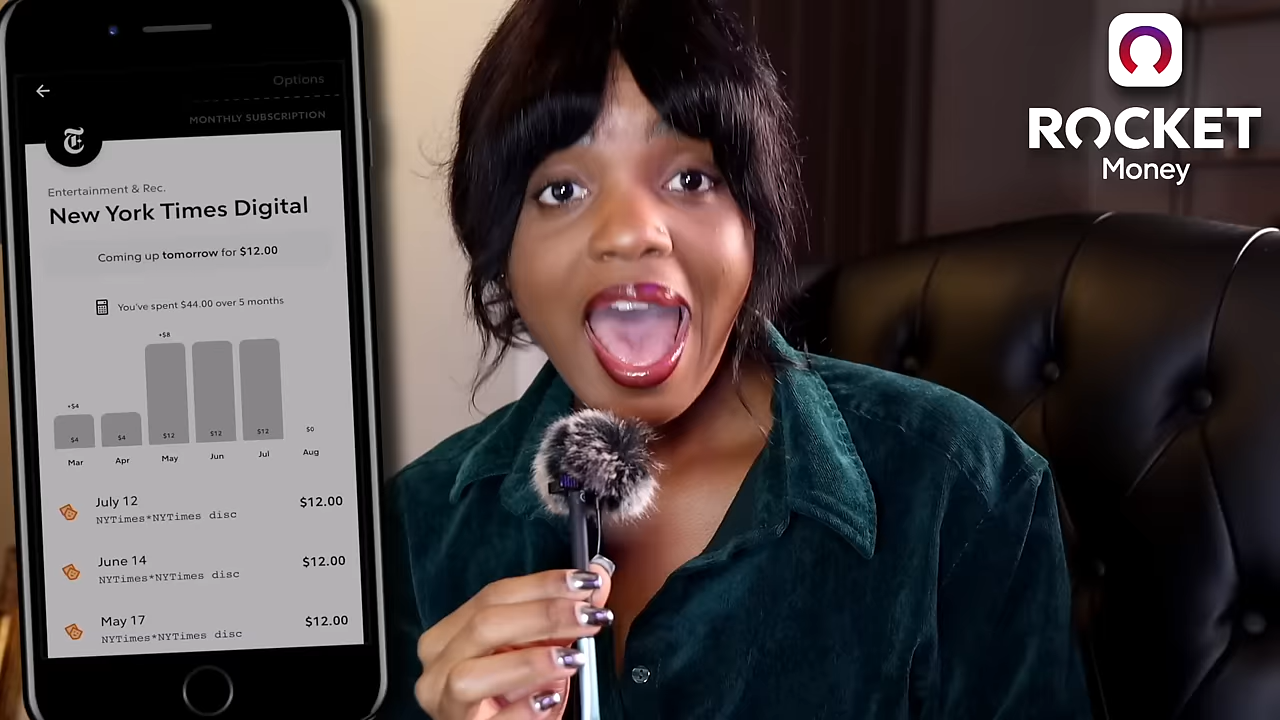 Options
MONTHLY SUBSCRIPTION
Entertainment & Rec.
New York Times Digital
Coming up tomorrow for $12.00
You've spent $44.00 over 5 months
+$8
+$4
$4 $4 $12 $12 $12 $0
Mar Apr May Jun Jul Aug
July 12 $12.00
NYTimes*NYTimes disc
June 14 $12.00
NYTimes*NYTimes disc
May 17 $12.00
NYTimes*NYTimes disc
ROCKET
Money